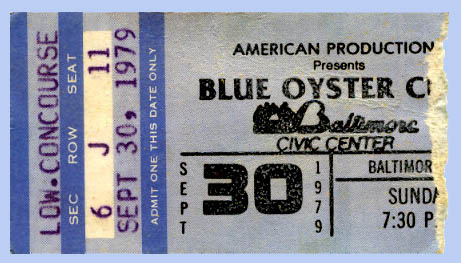 LOW.CONCOURSE
SEC ROW SEAT
6 J 11
SEPT 30, 1979
ADMIT ONE THIS DATE ONLY
AMERICAN PRODUCTION
Presents
BLUE OYSTER C
Baltimore
CIVIC CENTER
SEPT
30
1979
BALTIMOR
SUNDA
7:30 P.